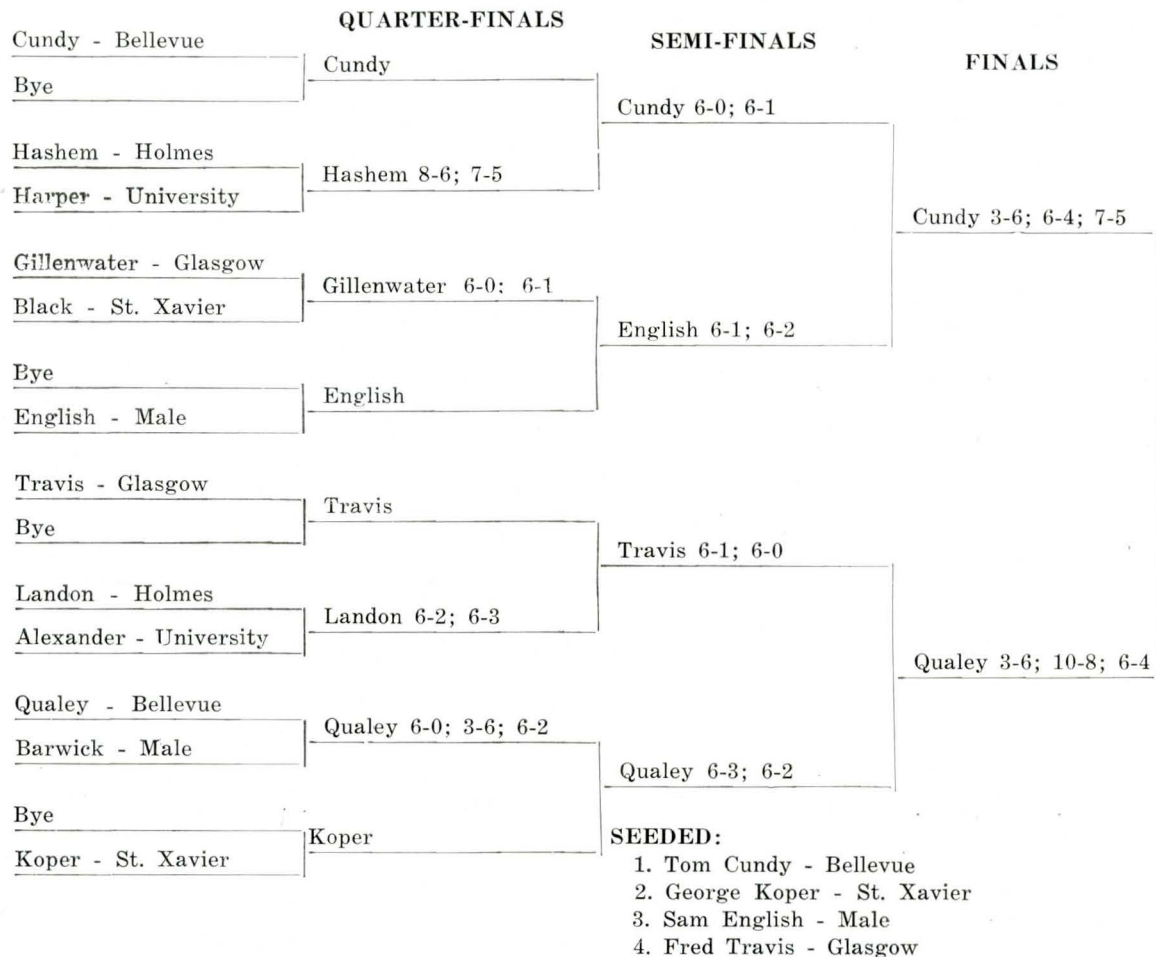 QUARTER-FINALS
SEMI-FINALS
FINALS
Cundy - Bellevue
Bye
Hashem - Holmes
Harper - University
Gillenwater - Glasgow
Black - St. Xavier
Bye
English - Male
Travis - Glasgow
Bye
Landon - Holmes
Alexander - University
Qualey - Bellevue
Barwick - Male
Bye
Koper - St. Xavier
Cundy
Hashem 8-6; 7-5
Gillenwater 6-0; 6-1
English
Travis
Landon 6-2; 6-3
Qualey 6-0; 3-6; 6-2
Koper
Cundy 6-0; 6-1
English 6-1; 6-2
Travis 6-1; 6-0
Qualey 6-3; 6-2
Cundy 3-6; 6-4; 7-5
Qualey 3-6; 10-8; 6-4
SEEDED:
1. Tom Cundy - Bellevue
2. George Koper - St. Xavier
3. Sam English - Male
4. Fred Travis - Glasgow